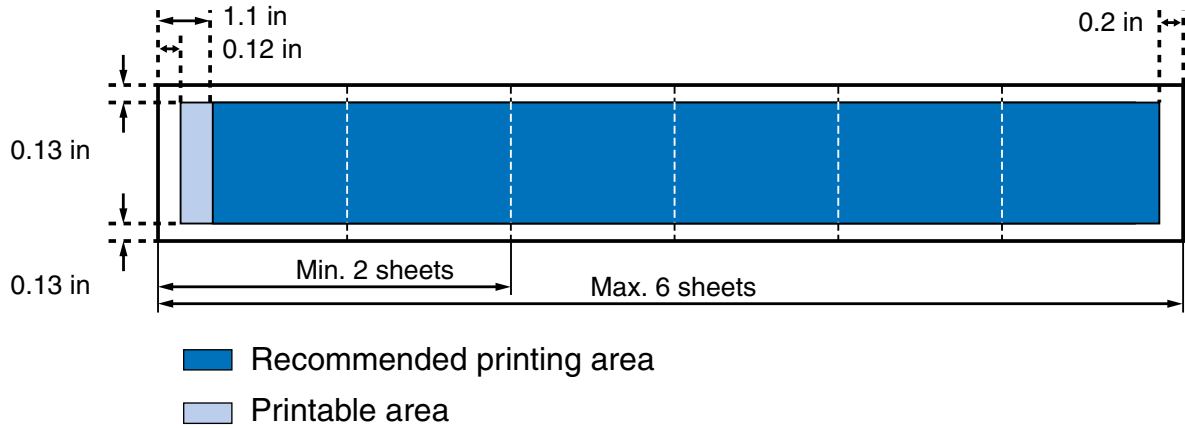 1.1 in
0.2 in
0.12 in
0.13 in
Min. 2 sheets
0.13 in
Max. 6 sheets
Recommended printing area
Printable area